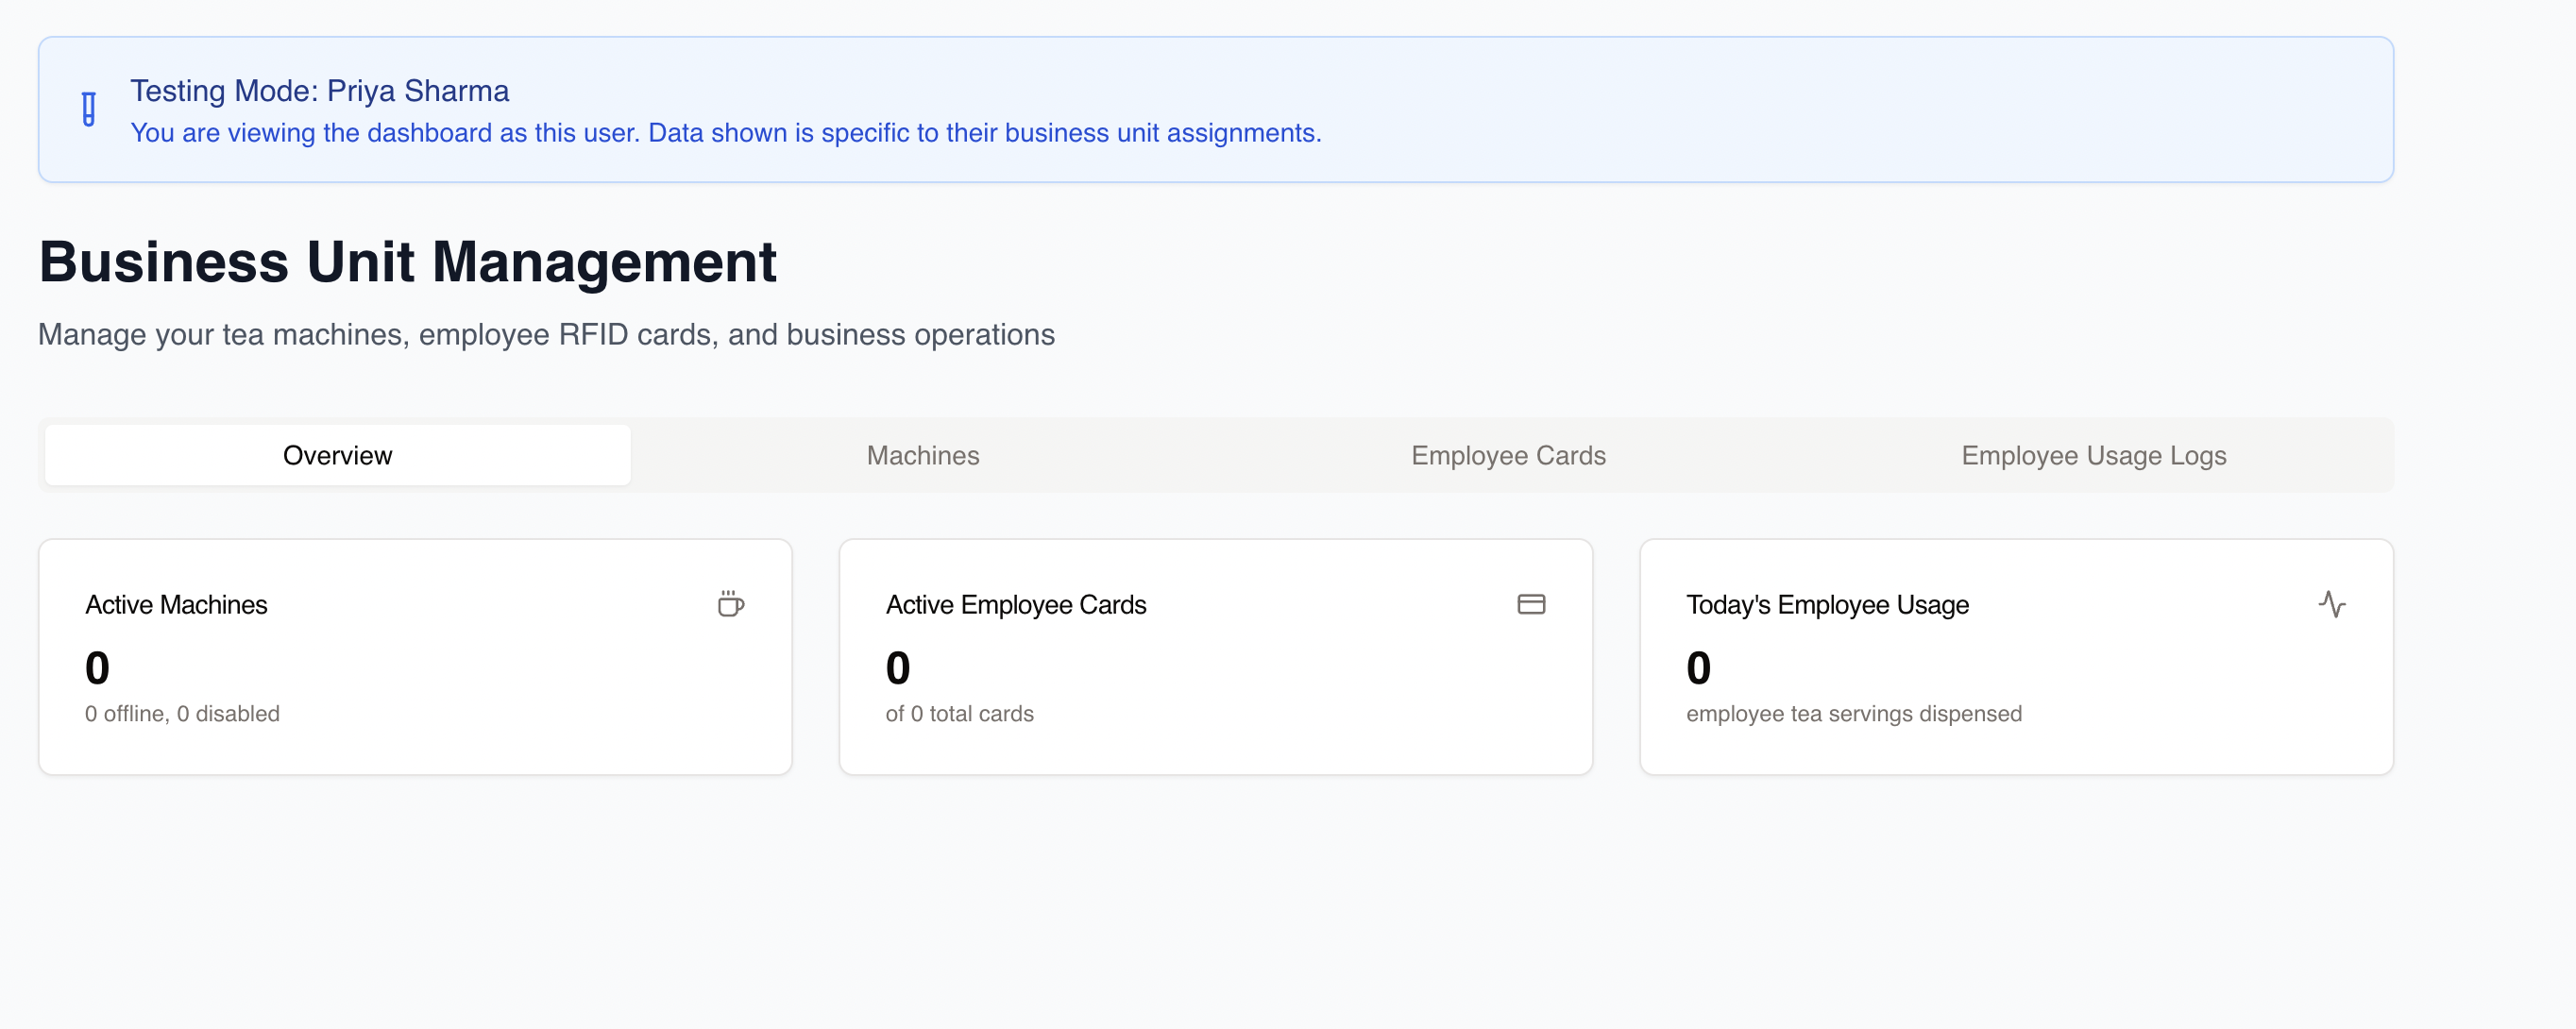 Testing Mode: Priya Sharma
You are viewing the dashboard as this user. Data shown is specific to their business unit assignments.
Business Unit Management
Manage your tea machines, employee RFID cards, and business operations
Overview
Machines
Employee Cards
Employee Usage Logs
Active Machines
0
0 offline, 0 disabled
Active Employee Cards
0
of 0 total cards
Today's Employee Usage
0
employee tea servings dispensed